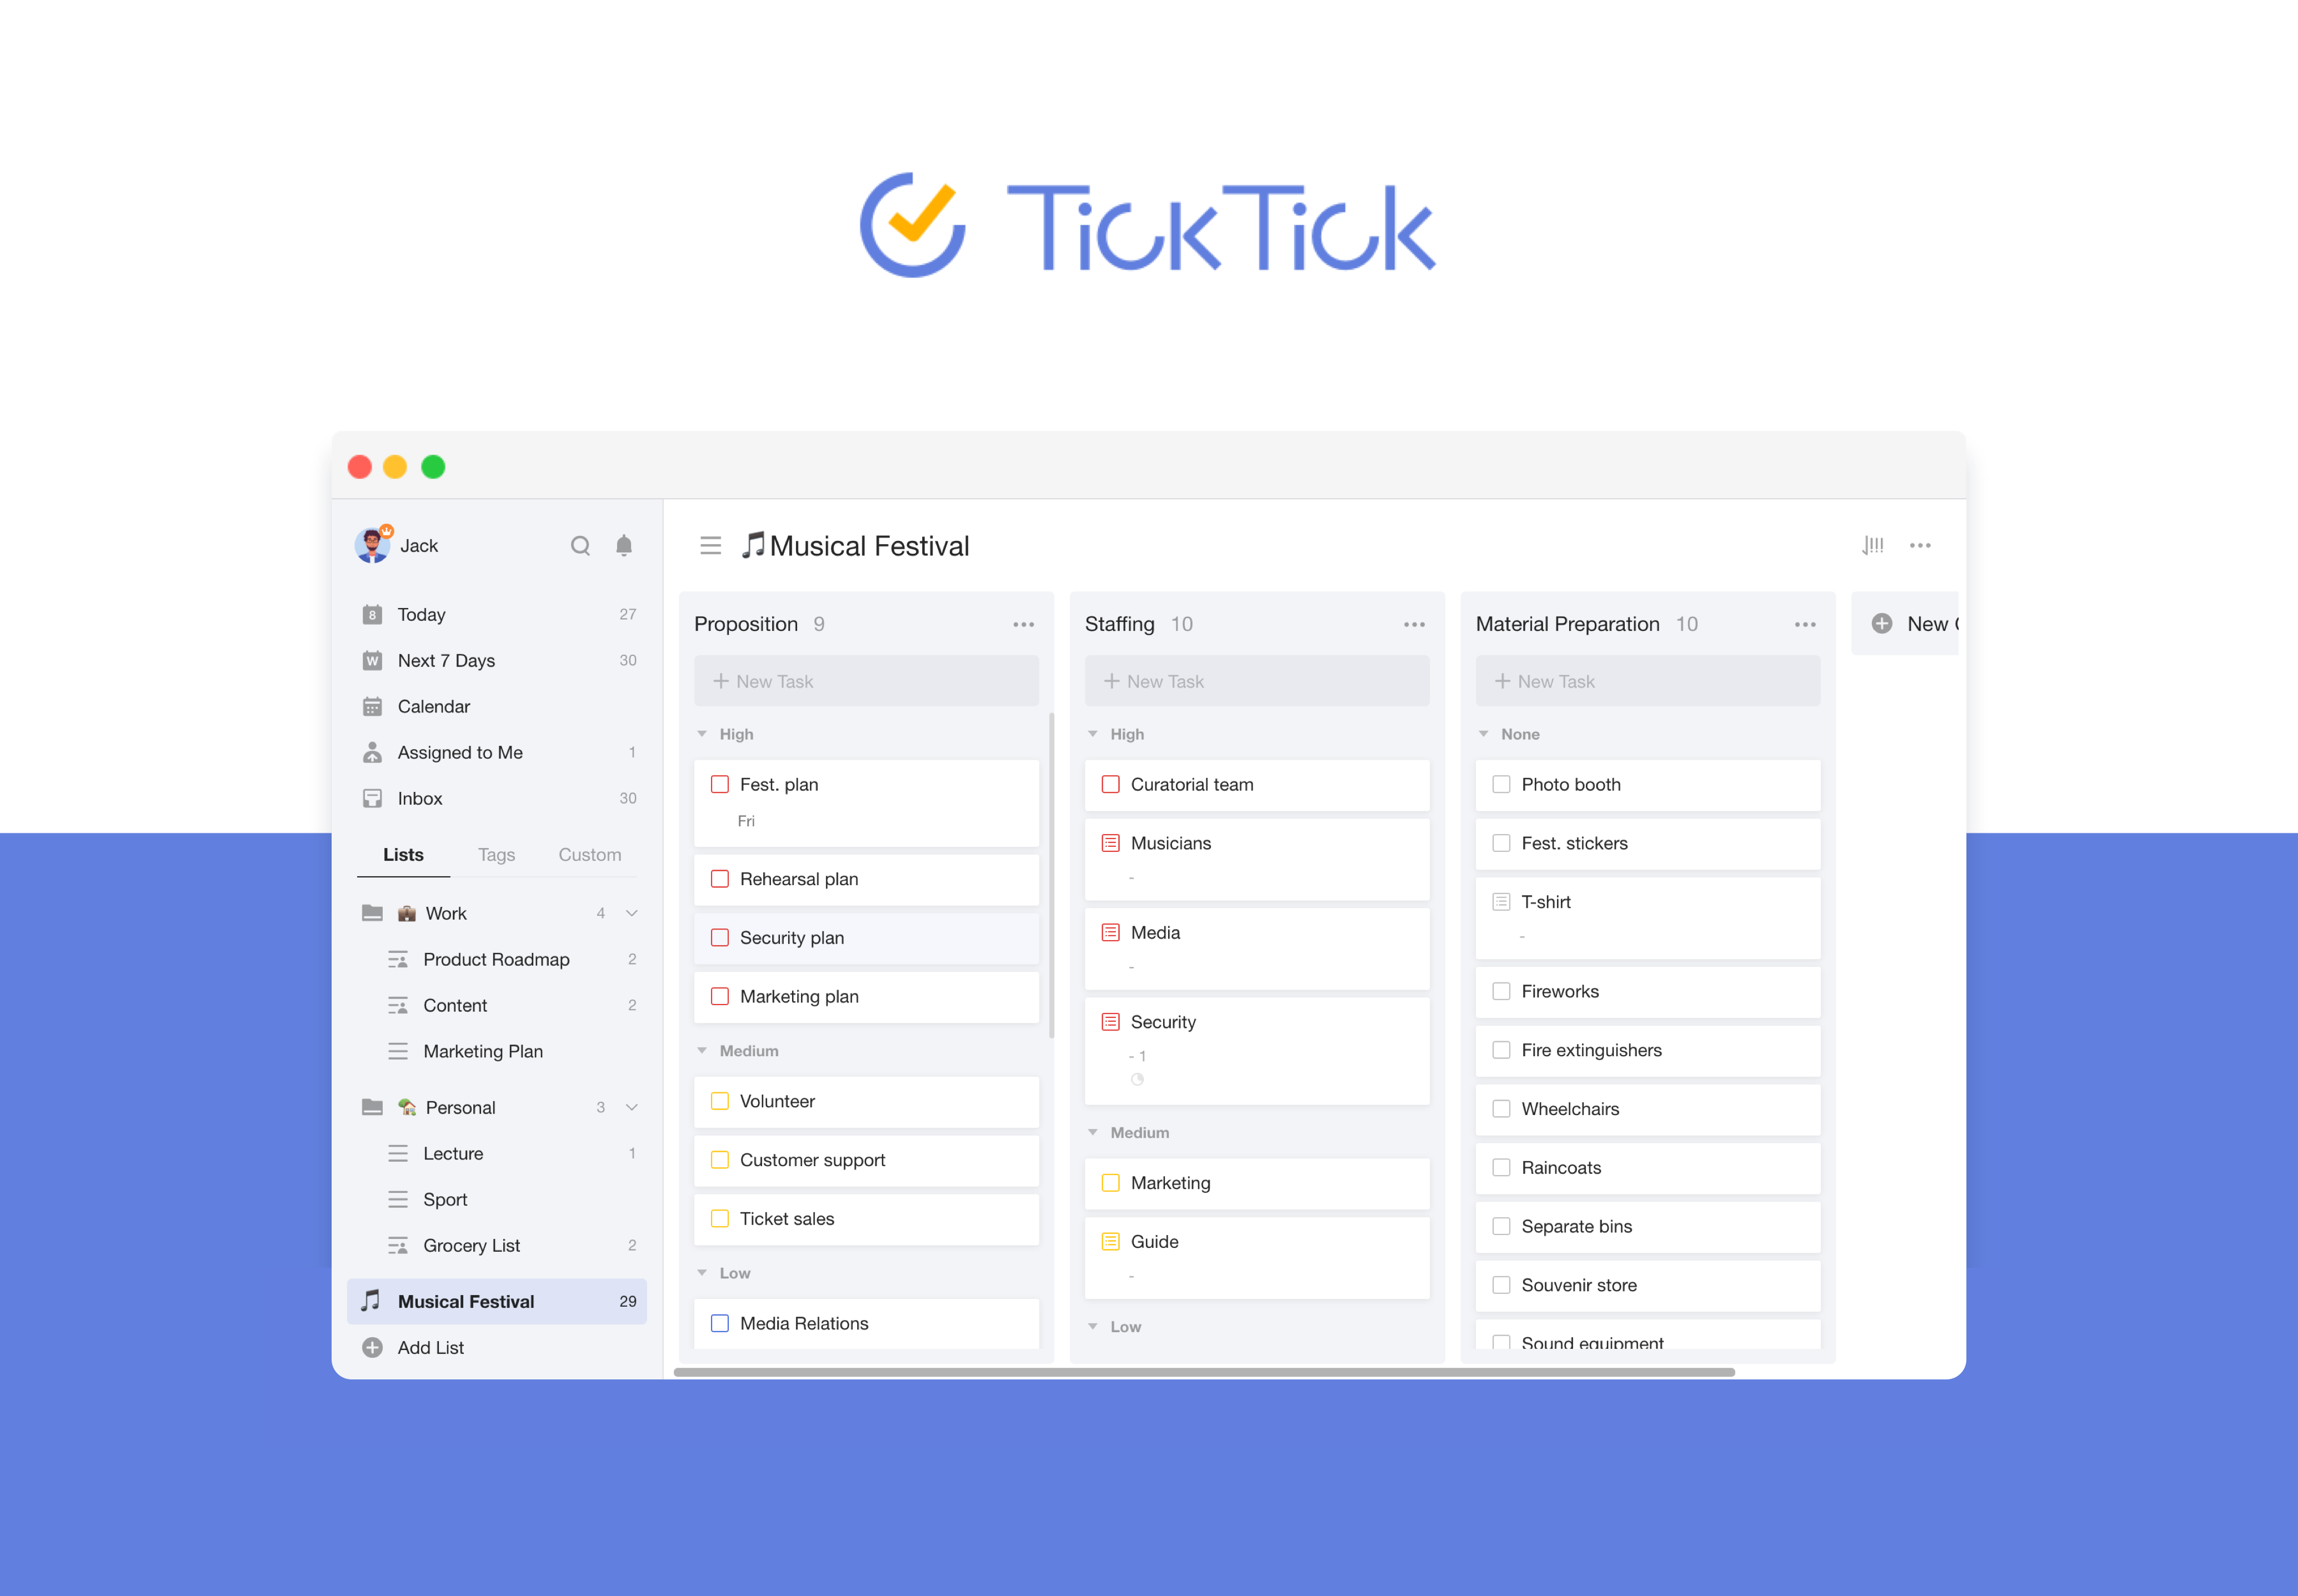 TickTick
Jack
8 Today 27
W Next 7 Days 30
Calendar
Assigned to Me 1
Inbox 30
Lists Tags Custom
Work 4
Product Roadmap 2
Content 2
Marketing Plan
Personal 3
Lecture 1
Sport
Grocery List 2
Musical Festival 29
Add List
Musical Festival
Proposition 9
+ New Task
High
Fest. plan
Fri
Rehearsal plan
Security plan
Marketing plan
Medium
Volunteer
Customer support
Ticket sales
Low
Media Relations
Staffing 10
+ New Task
High
Curatorial team
Musicians
-
Media
-
Security
- 1
Medium
Marketing
Guide
-
Low
Material Preparation 10
+ New Task
None
Photo booth
Fest. stickers
T-shirt
-
Fireworks
Fire extinguishers
Wheelchairs
Raincoats
Separate bins
Souvenir store
Sound equipment
New